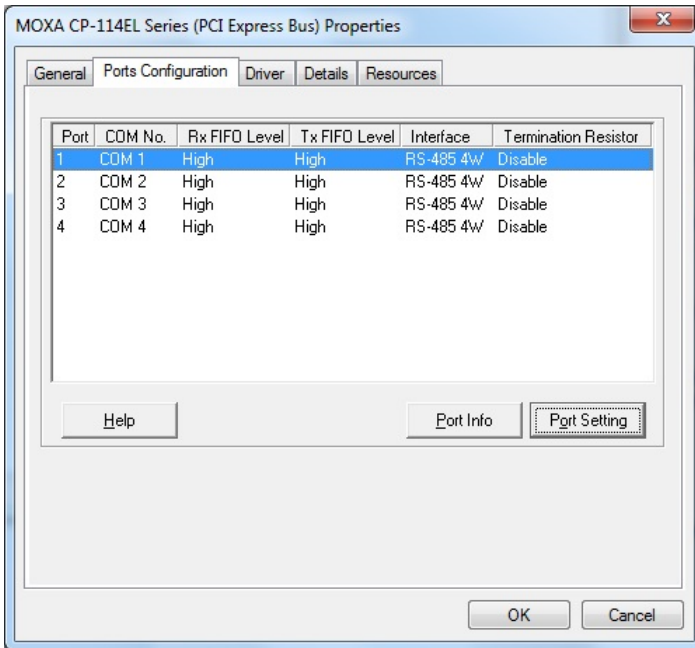 MOXA CP-114EL Series (PCI Express Bus) Properties
General Ports Configuration Driver Details Resources
Port COM No. Rx FIFO Level Tx FIFO Level Interface Termination Resistor
1 COM 1 High High RS-485 4W Disable
2 COM 2 High High RS-485 4W Disable
3 COM 3 High High RS-485 4W Disable
4 COM 4 High High RS-485 4W Disable
Help Port Info Port Setting
OK Cancel